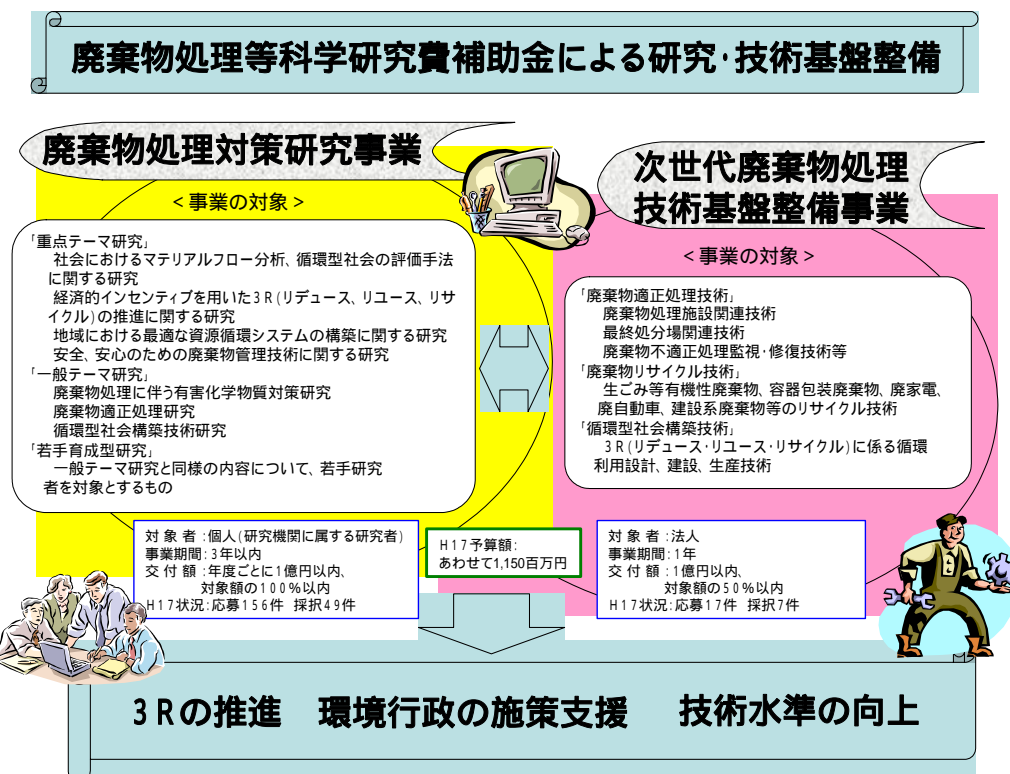 廃棄物処理等科学研究費補助金による研究・技術基盤整備
廃棄物処理対策研究事業
＜事業の対象＞
「重点テーマ研究」
社会におけるマテリアルフロー分析、循環型社会の評価手法
に関する研究
経済的インセンティブを用いた３Ｒ（リデュース、リユース、リサ
イクル）の推進に関する研究
地域における最適な資源循環システムの構築に関する研究
安全、安心のための廃棄物管理技術に関する研究
「一般テーマ研究」
廃棄物処理に伴う有害化学物質対策研究
廃棄物適正処理研究
循環型社会構築技術研究
「若手育成型研究」
一般テーマ研究と同様の内容について、若手研究
者を対象とするもの
対 象 者 ：個人（研究機関に属する研究者）
事業期間：３年以内
交 付 額 ：年度ごとに１億円以内、
対象額の１００％以内
Ｈ１７状況：応募１５６件 採択４９件
Ｈ１７予算額：
あわせて1,150百万円
次世代廃棄物処理
技術基盤整備事業
＜事業の対象＞
「廃棄物適正処理技術」
廃棄物処理施設関連技術
最終処分場関連技術
廃棄物不適正処理監視・修復技術等
「廃棄物リサイクル技術」
生ごみ等有機性廃棄物、容器包装廃棄物、廃家電、
廃自動車、建設系廃棄物等のリサイクル技術
「循環型社会構築技術」
３Ｒ（リデュース・リユース・リサイクル）に係る循環
利用設計、建設、生産技術
対 象 者 ：法人
事業期間：１年
交 付 額 ：１億円以内、
対象額の５０％以内
Ｈ１７状況：応募１７件 採択７件
３Ｒの推進 環境行政の施策支援 技術水準の向上